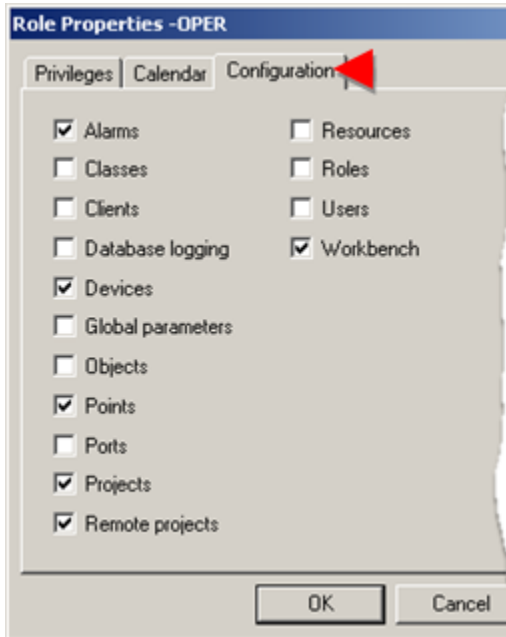 Role Properties -OPER
Privileges Calendar Configuration
Alarms Resources
Classes Roles
Clients Users
Database logging Workbench
Devices
Global parameters
Objects
Points
Ports
Projects
Remote projects
OK Cancel